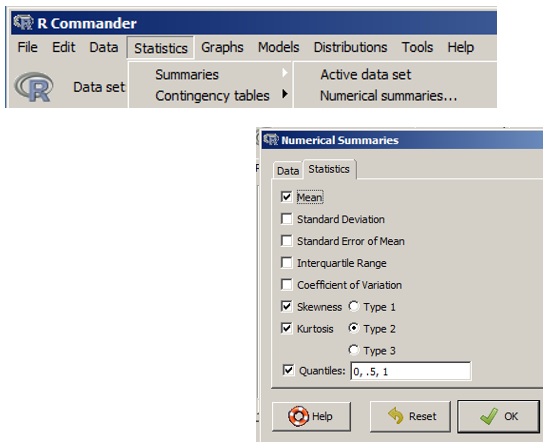 R Commander
File Edit Data Statistics Graphs Models Distributions Tools Help
R Data set Summaries Active data set
Contingency tables Numerical summaries...
Numerical Summaries
Data Statistics
Mean
Standard Deviation
Standard Error of Mean
Interquartile Range
Coefficient of Variation
Skewness Type 1
Kurtosis Type 2
Type 3
Quantiles: 0, .5, 1
Help Reset OK